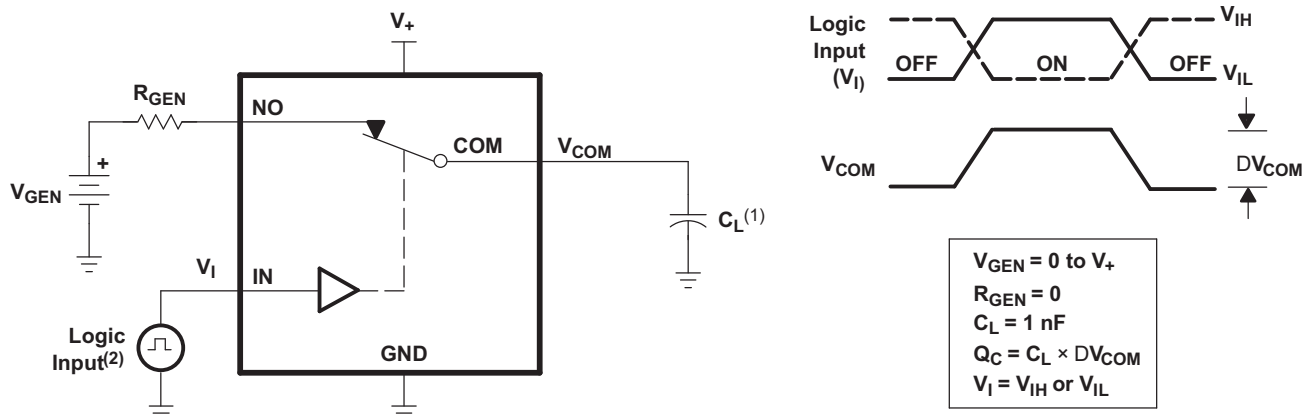 V+
RGEN
NO
COM
VCOM
+
VGEN
CL(1)
VI
IN
Logic
Input(2)
GND
Logic
Input
(VI)
VIH
OFF
ON
OFF
VIL
VCOM
DVCOM
VGEN = 0 to V+
RGEN = 0
CL = 1 nF
QC = CL × DVCOM
VI = VIH or VIL